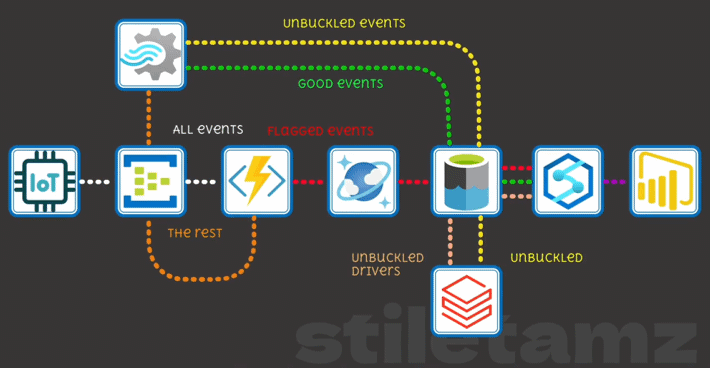 UNBUCKLED EVENTS
GOOD EVENTS
ALL EVENTS
FLAGGED EVENTS
IoT
THE REST
UNBUCKLED
DRIVERS
UNBUCKLED
stiletamz